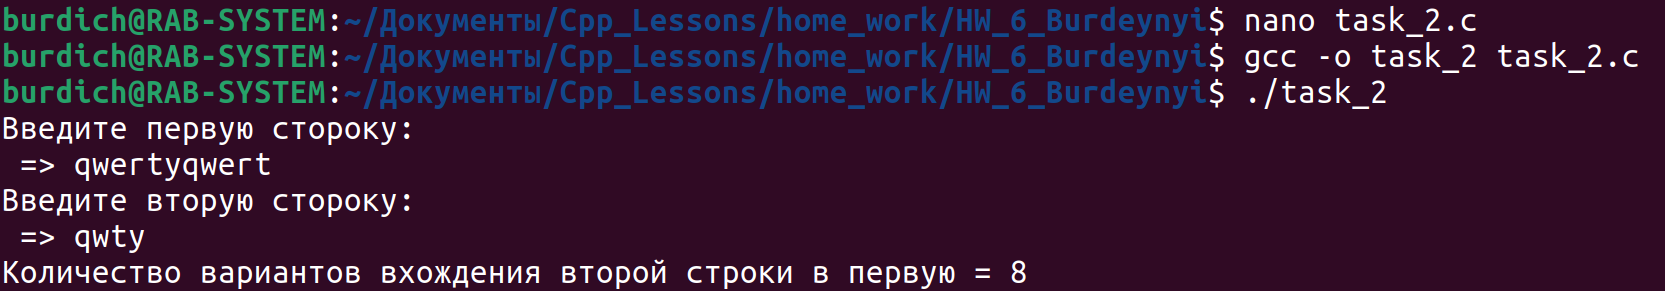 burdich@RAB-SYSTEM:~/Документы/Cpp_Lessons/home_work/HW_6_Burdeynyi$ nano task_2.c
burdich@RAB-SYSTEM:~/Документы/Cpp_Lessons/home_work/HW_6_Burdeynyi$ gcc -o task_2 task_2.c
burdich@RAB-SYSTEM:~/Документы/Cpp_Lessons/home_work/HW_6_Burdeynyi$ ./task_2
Введите первую стороку:
 => qwertyqwert
Введите вторую стороку:
 => qwty
Количество вариантов вхождения второй строки в первую = 8